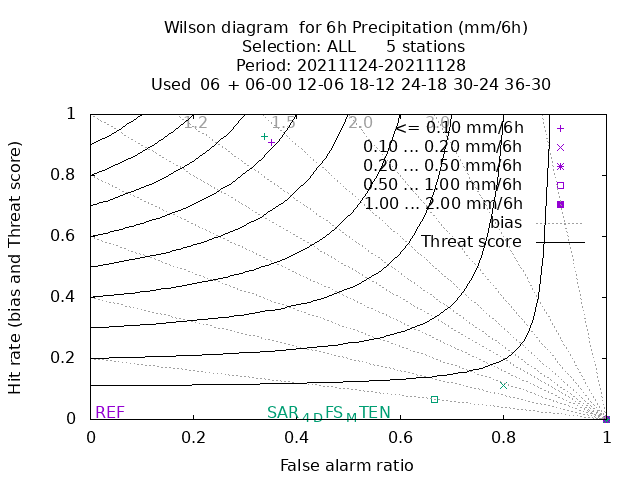 Wilson diagram  for 6h Precipitation (mm/6h)
Selection: ALL      5 stations
Period: 20211124-20211128
Used  06 + 06-00 12-06 18-12 24-18 30-24 36-30
1.2 1.5 2.0 3.0
<= 0.10 mm/6h
0.10 ... 0.20 mm/6h
0.20 ... 0.50 mm/6h
0.50 ... 1.00 mm/6h
1.00 ... 2.00 mm/6h
bias
Threat score
Hit rate (bias and Threat score)
1
0.8
0.6
0.4
0.2
0
REF SAR4DFSMTEN
0 0.2 0.4 0.6 0.8 1
False alarm ratio